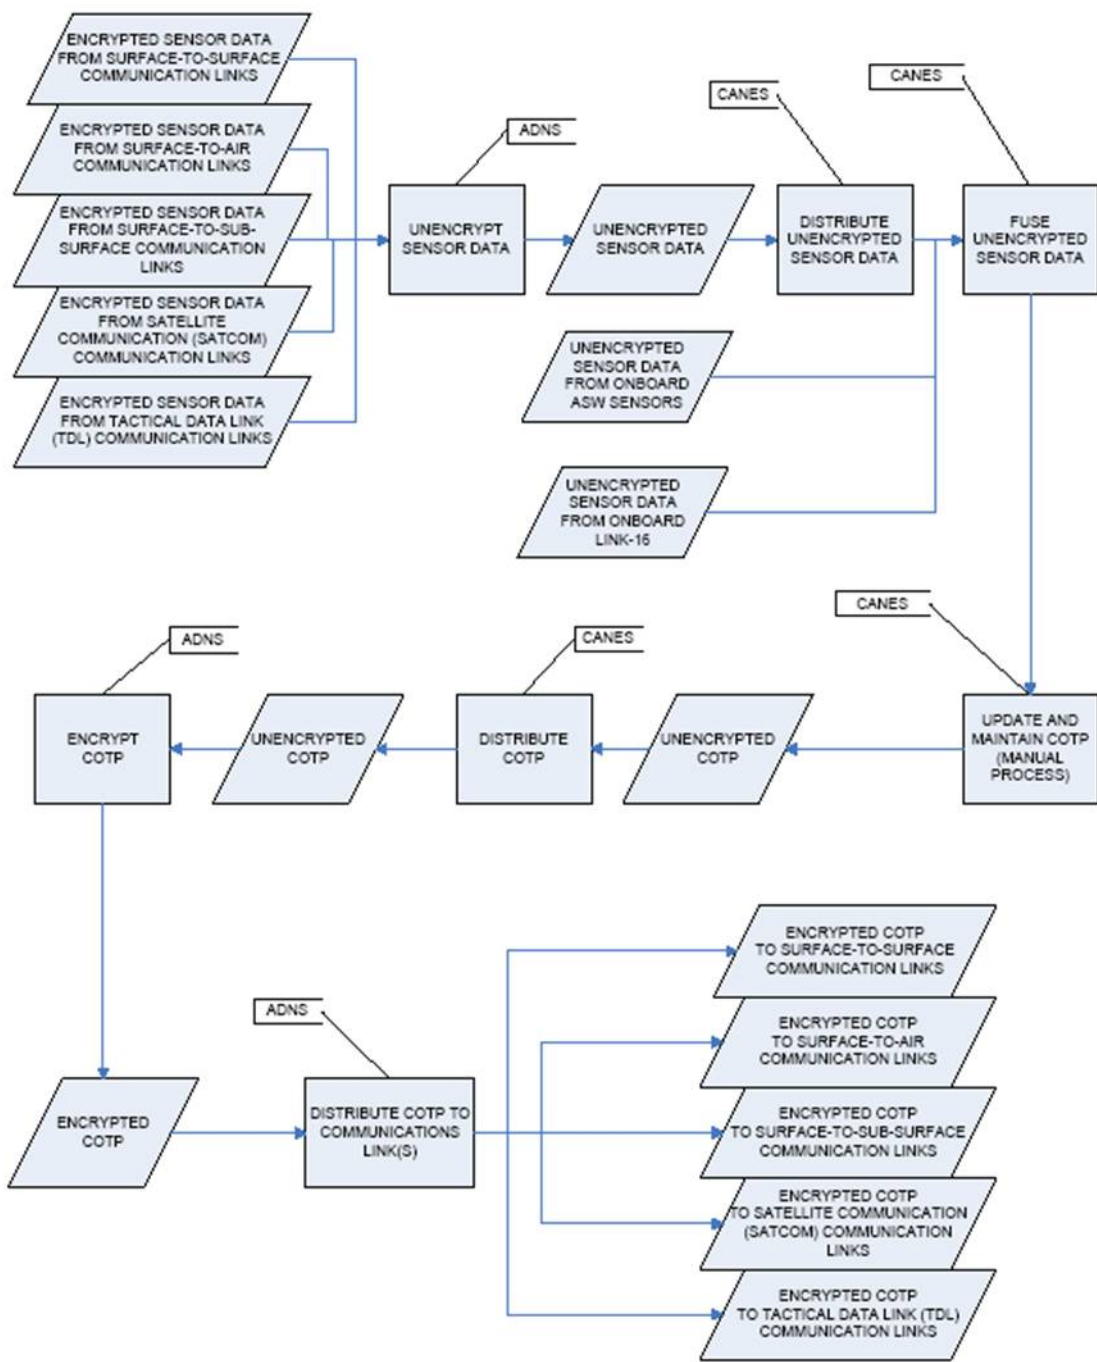 ENCRYPTED SENSOR DATA
FROM SURFACE-TO-SURFACE
COMMUNICATION LINKS
ENCRYPTED SENSOR DATA
FROM SURFACE-TO-AIR
COMMUNICATION LINKS
ENCRYPTED SENSOR DATA
FROM SURFACE-TO-SUB-
SURFACE COMMUNICATION
LINKS
ENCRYPTED SENSOR DATA
FROM SATELLITE
COMMUNICATION (SATCOM)
COMMUNICATION LINKS
ENCRYPTED SENSOR DATA
FROM TACTICAL DATA LINK
(TDL) COMMUNICATION LINKS
ADNS
UNENCRYPT
SENSOR DATA
UNENCRYPTED
SENSOR DATA
CANES
DISTRIBUTE
UNENCRYPTED
SENSOR DATA
CANES
FUSE
UNENCRYPTED
SENSOR DATA
UNENCRYPTED
SENSOR DATA
FROM ONBOARD
ASW SENSORS
UNENCRYPTED
SENSOR DATA
FROM ONBOARD
LINK-16
CANES
UPDATE AND
MAINTAIN COTP
(MANUAL
PROCESS)
UNENCRYPTED
COTP
CANES
DISTRIBUTE
COTP
UNENCRYPTED
COTP
ADNS
ENCRYPT
COTP
ENCRYPTED
COTP
ADNS
DISTRIBUTE COTP TO
COMMUNICATIONS
LINK(S)
ENCRYPTED COTP
TO SURFACE-TO-SURFACE
COMMUNICATION LINKS
ENCRYPTED COTP
TO SURFACE-TO-AIR
COMMUNICATION LINKS
ENCRYPTED COTP
TO SURFACE-TO-SUB-SURFACE
COMMUNICATION LINKS
ENCRYPTED COTP
TO SATELLITE COMMUNICATION
(SATCOM) COMMUNICATION
LINKS
ENCRYPTED COTP
TO TACTICAL DATA LINK (TDL)
COMMUNICATION LINKS